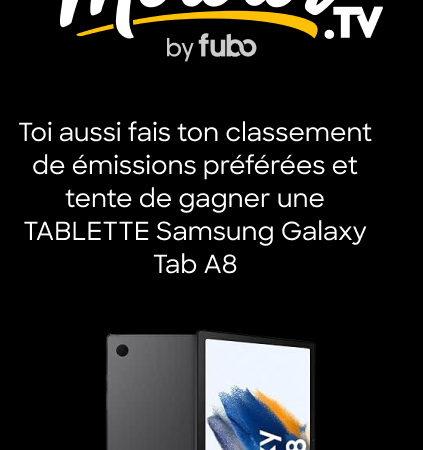 Molotov.TV
by fubo
Toi aussi fais ton classement
de émissions préférées et
tente de gagner une
TABLETTE Samsung Galaxy
Tab A8